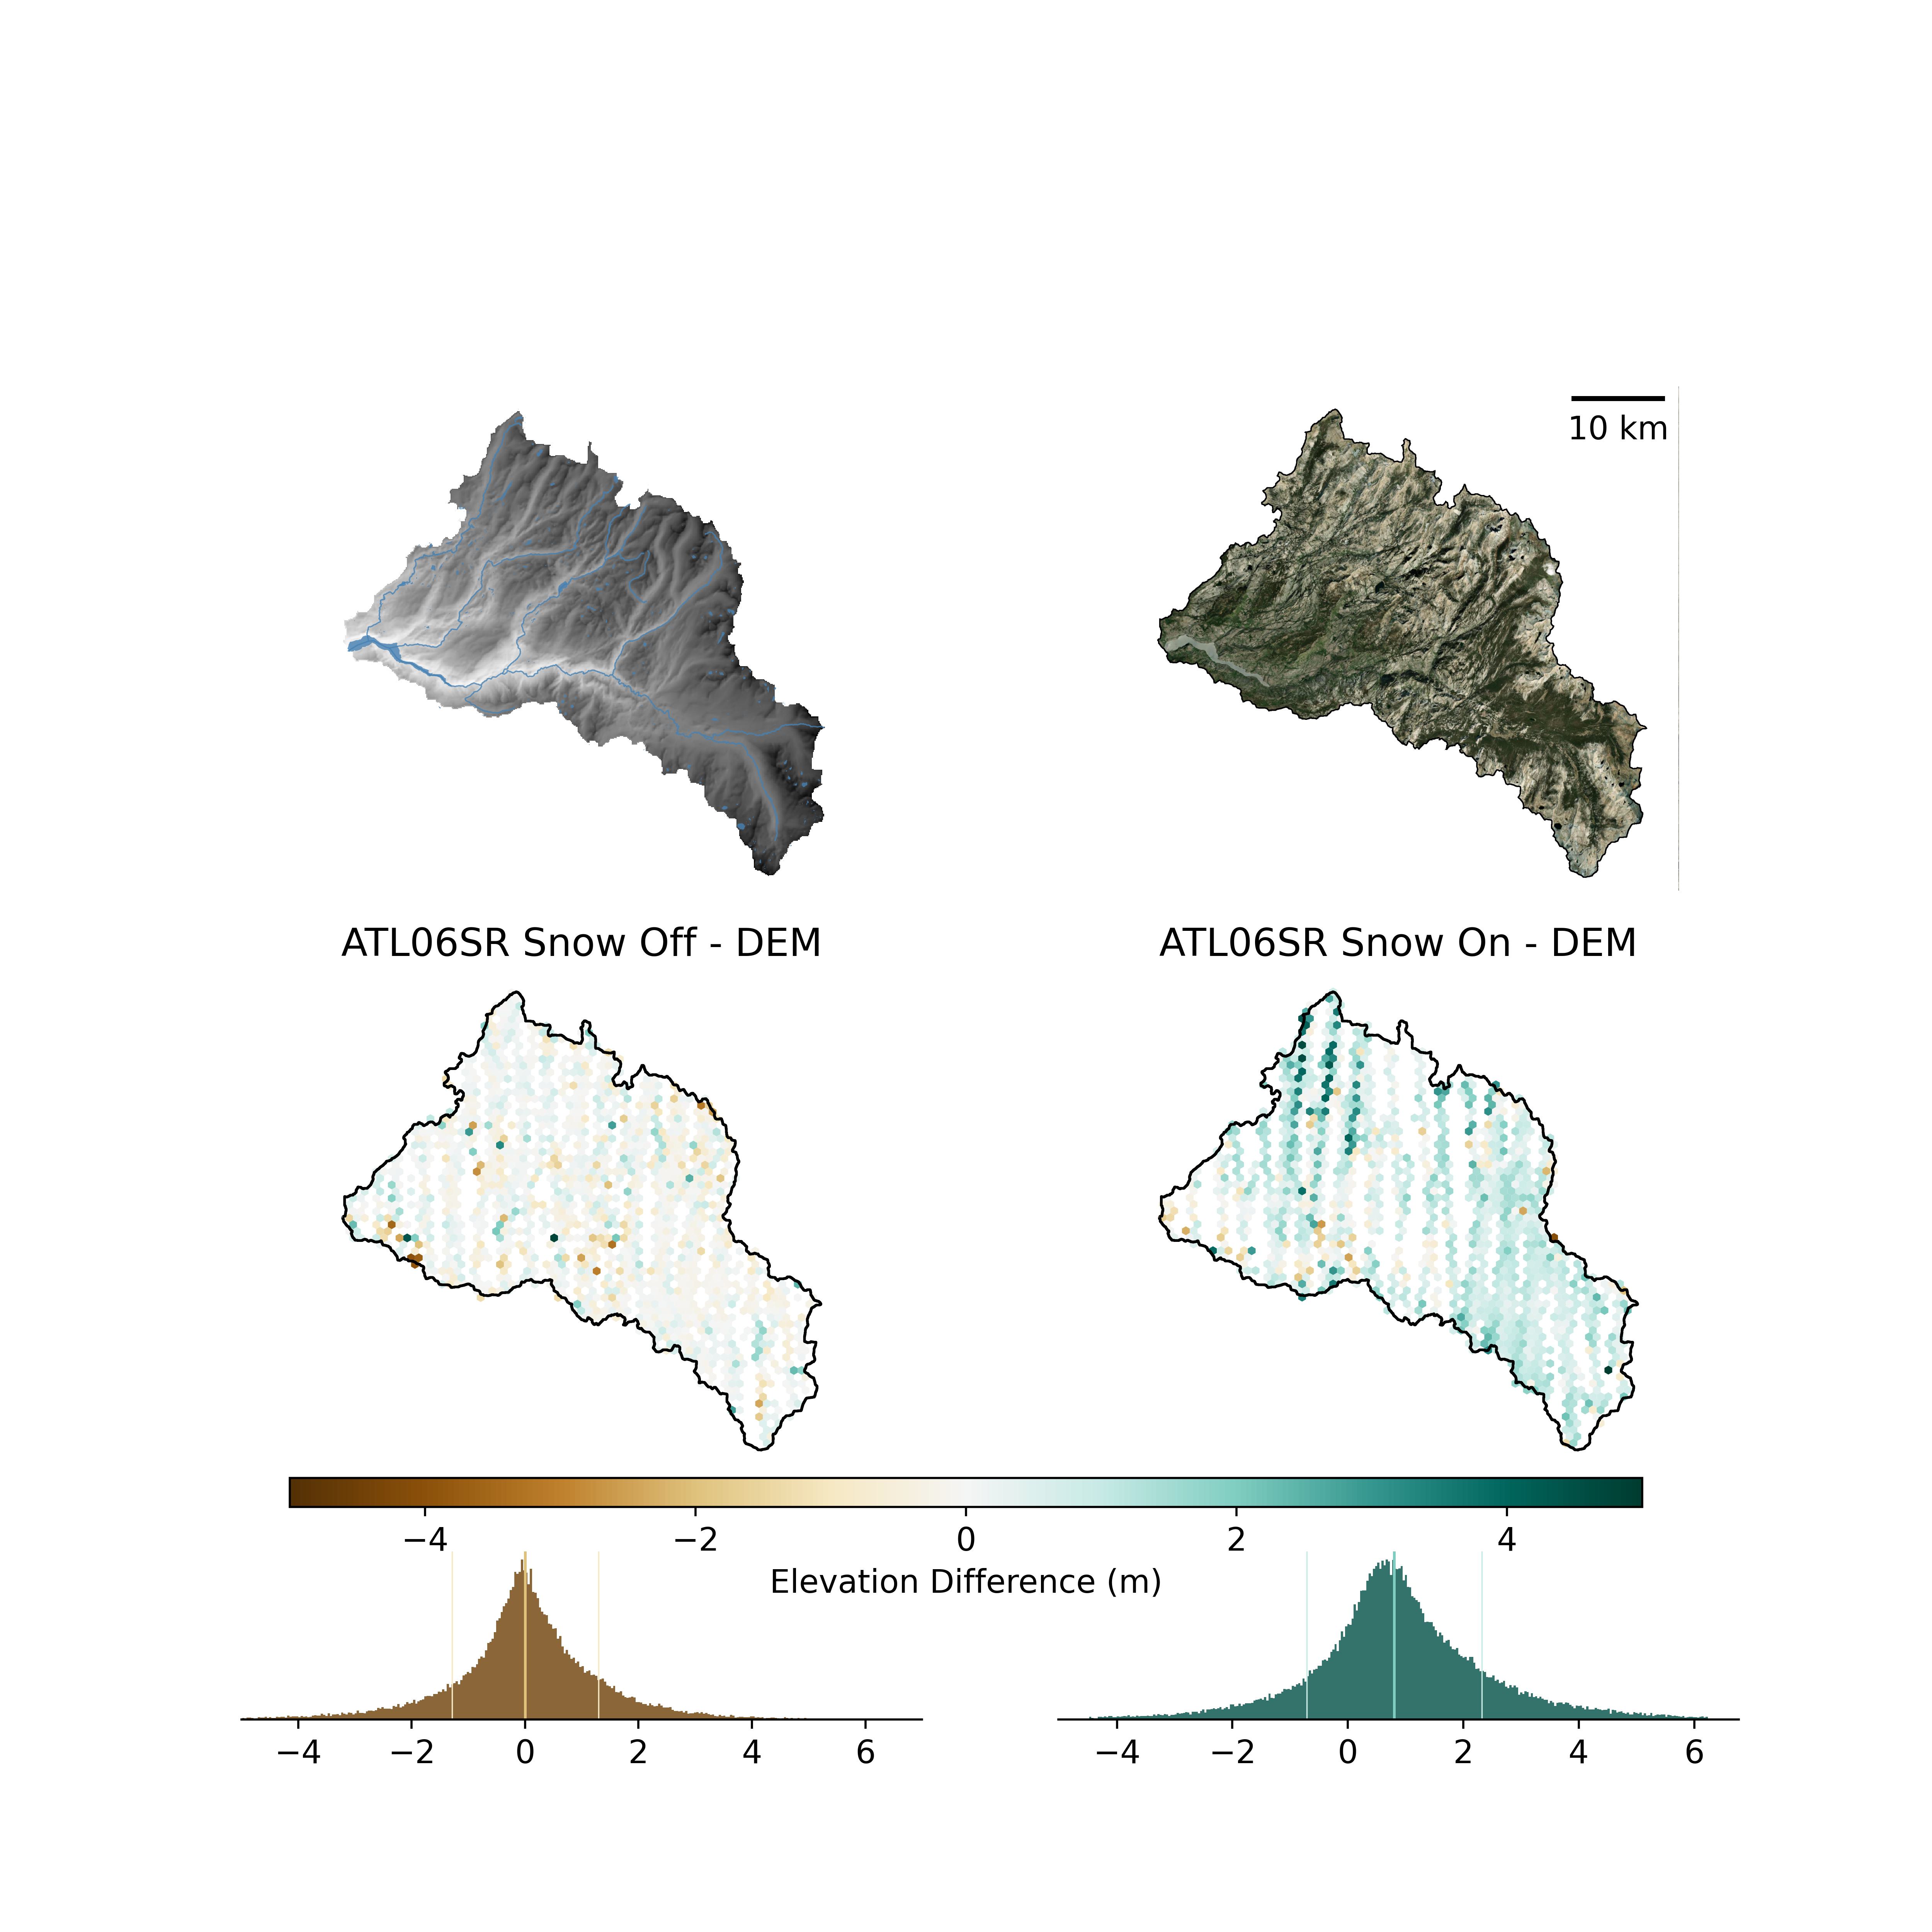 10 km
ATL06SR Snow Off - DEM
ATL06SR Snow On - DEM
−4 −2 0 2 4
Elevation Difference (m)
−4 −2 0 2 4 6
−4 −2 0 2 4 6